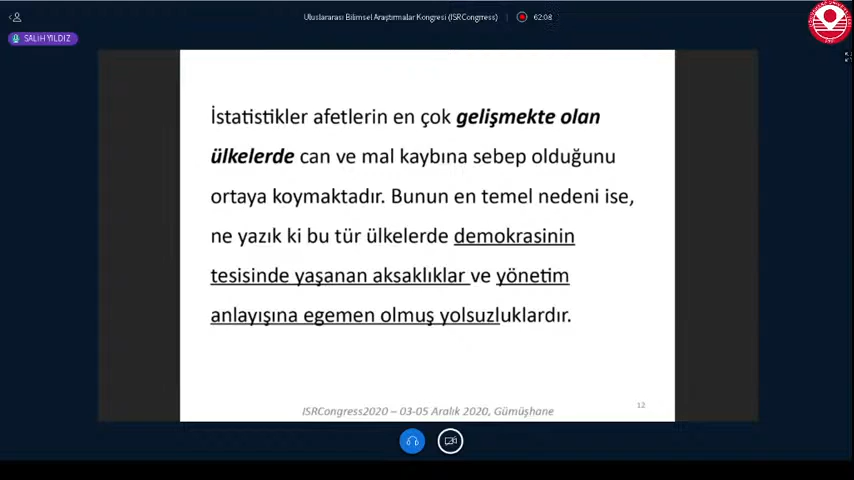 Uluslararası Bilimsel Araştırmalar Kongresi (ISRCongrress)
62:08
SALİH YILDIZ
İstatistikler afetlerin en çok gelişmekte olan
ülkelerde can ve mal kaybına sebep olduğunu
ortaya koymaktadır. Bunun en temel nedeni ise,
ne yazık ki bu tür ülkelerde demokrasinin
tesisinde yaşanan aksaklıklar ve yönetim
anlayışına egemen olmuş yolsuzluklardır.
12
ISRCongress2020 – 03-05 Aralık 2020, Gümüşhane